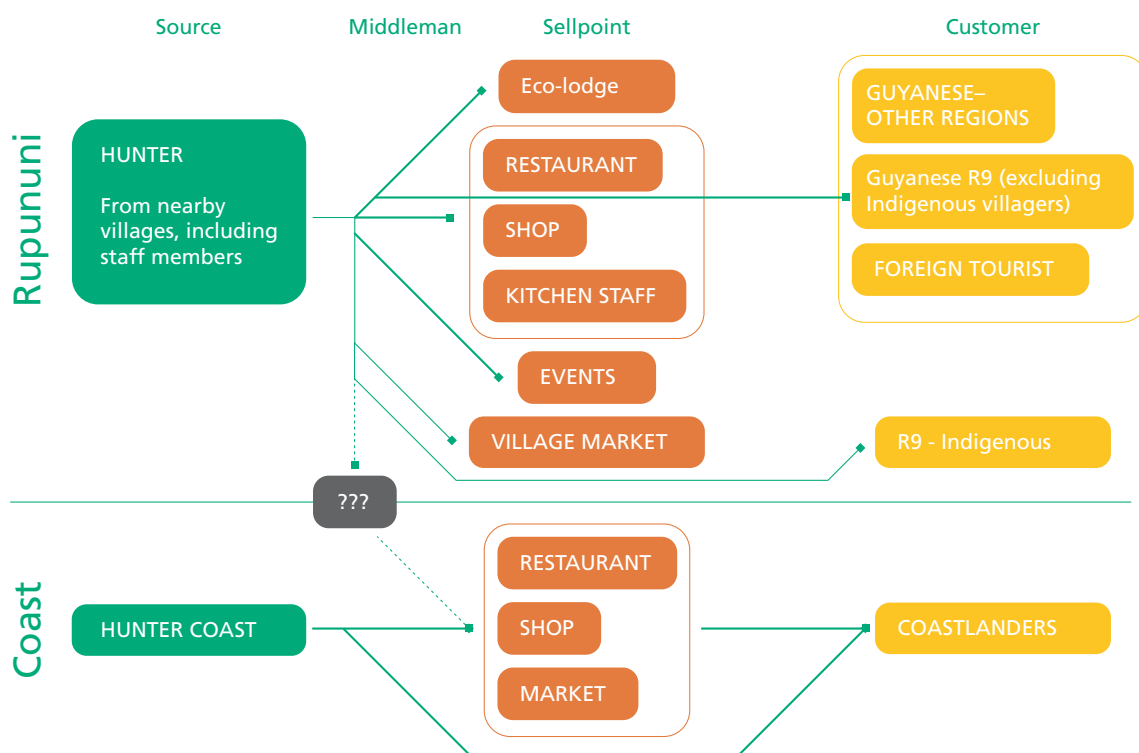 Source
Middleman
Sellpoint
Customer
Rupununi
HUNTER
From nearby
villages, including
staff members
Eco-lodge
RESTAURANT
SHOP
KITCHEN STAFF
EVENTS
VILLAGE MARKET
GUYANESE–
OTHER REGIONS
Guyanese R9 (excluding
Indigenous villagers)
FOREIGN TOURIST
R9 - Indigenous
???
Coast
HUNTER COAST
RESTAURANT
SHOP
MARKET
COASTLANDERS